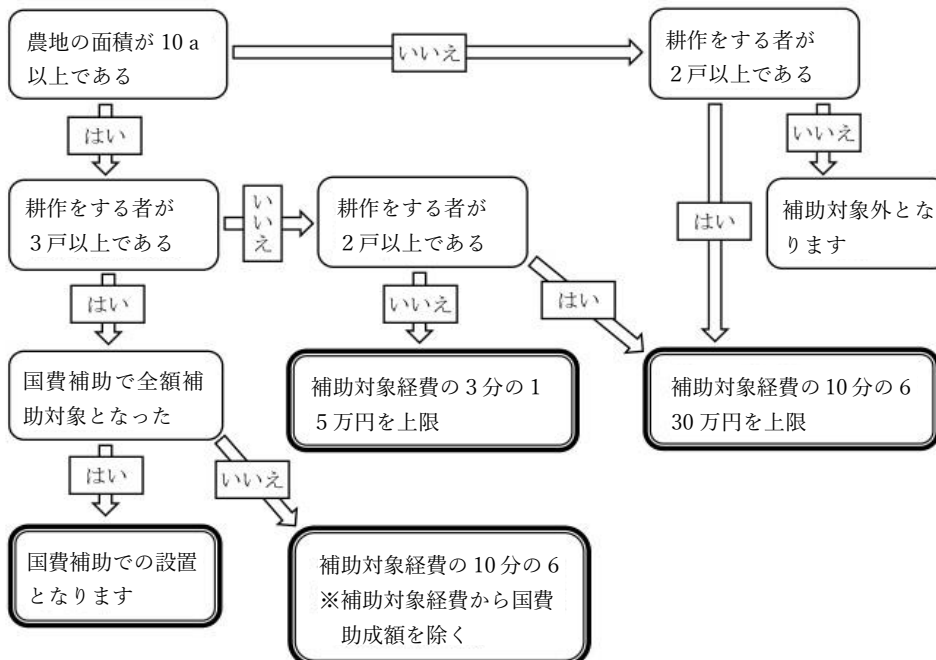 農地の面積が 10 a
以上である
いいえ
耕作をする者が
２戸以上である
はい
いいえ
耕作をする者が
３戸以上である
いいえ
耕作をする者が
２戸以上である
はい
補助対象外とな
ります
はい
いいえ
はい
国費補助で全額補
助対象となった
補助対象経費の３分の１
５万円を上限
補助対象経費の 10 分の６
30 万円を上限
はい
いいえ
国費補助での設置
となります
補助対象経費の 10 分の６
※補助対象経費から国費
助成額を除く